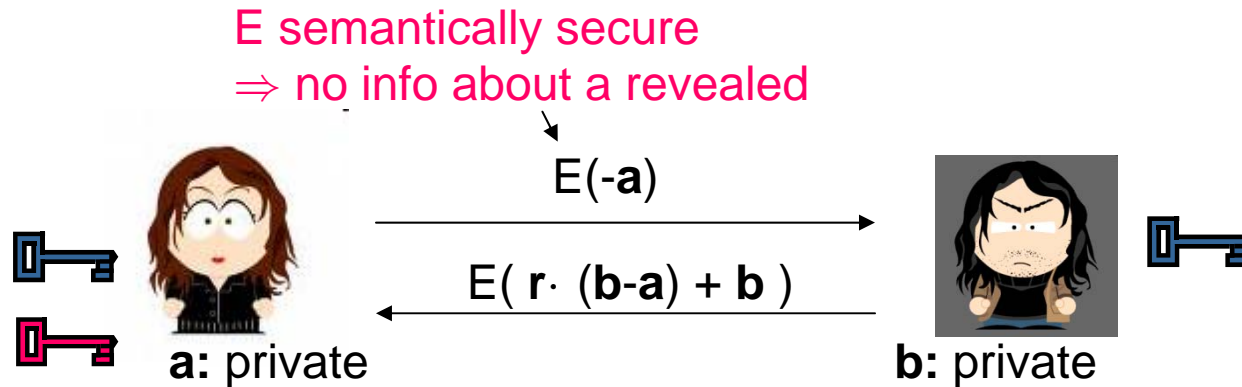 E semantically secure
⇒ no info about a revealed
E(-a)
E( r· (b-a) + b )
a: private
b: private